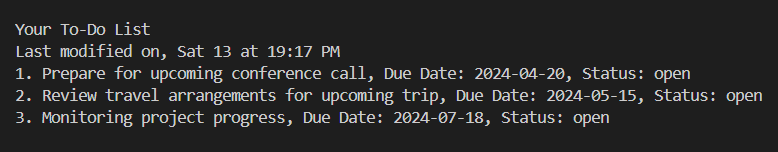 Your To-Do List
Last modified on, Sat 13 at 19:17 PM
1. Prepare for upcoming conference call, Due Date: 2024-04-20, Status: open
2. Review travel arrangements for upcoming trip, Due Date: 2024-05-15, Status: open
3. Monitoring project progress, Due Date: 2024-07-18, Status: open